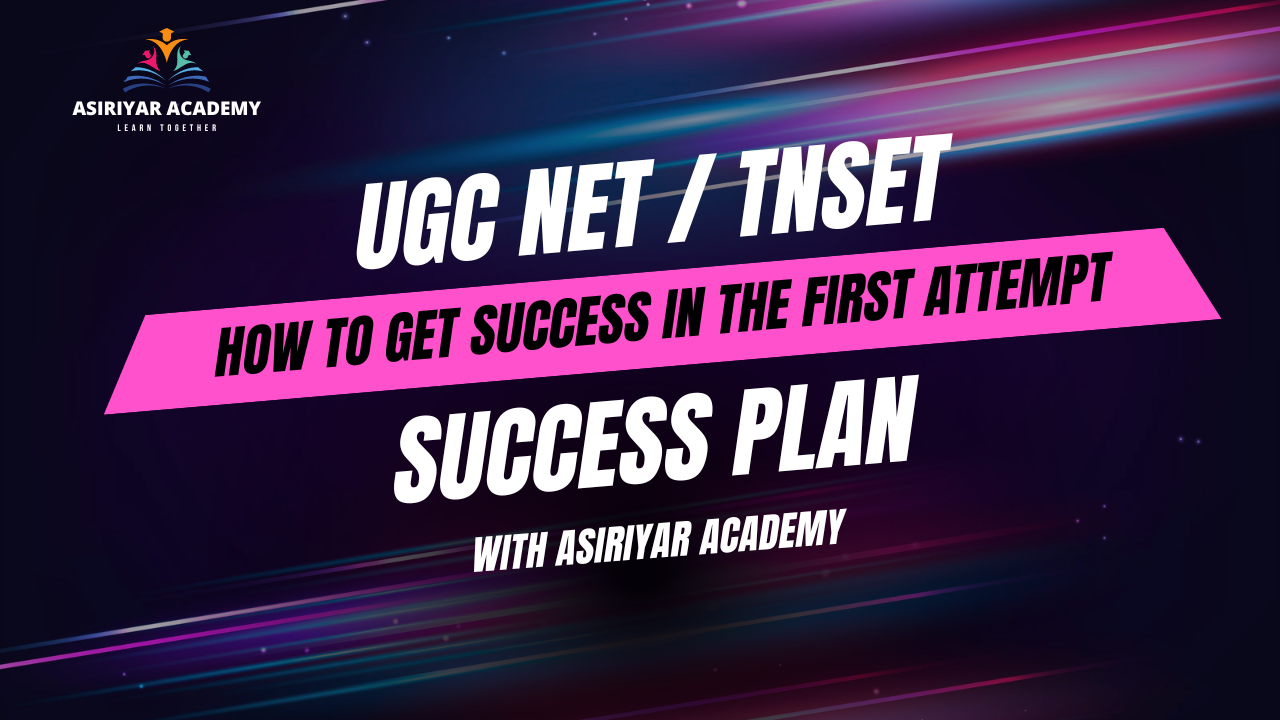 ASIRIYAR ACADEMY
LEARN TOGETHER
UGC NET / TNSET
HOW TO GET SUCCESS IN THE FIRST ATTEMPT
SUCCESS PLAN
WITH ASIRIYAR ACADEMY